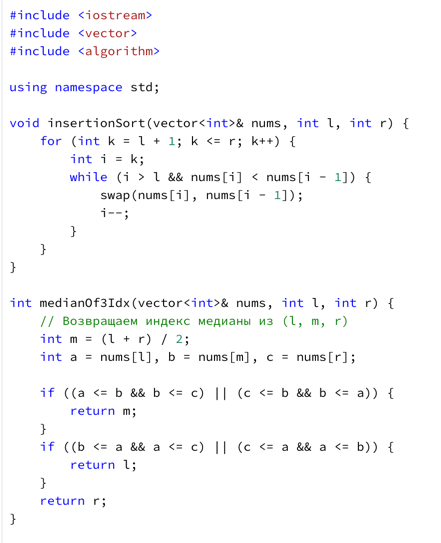 #include <iostream>
#include <vector>
#include <algorithm>

using namespace std;

void insertionSort(vector<int>& nums, int l, int r) {
    for (int k = l + 1; k <= r; k++) {
        int i = k;
        while (i > l && nums[i] < nums[i - 1]) {
            swap(nums[i], nums[i - 1]);
            i--;
        }
    }
}

int medianOf3Idx(vector<int>& nums, int l, int r) {
    // Возвращаем индекс медианы из (l, m, r)
    int m = (l + r) / 2;
    int a = nums[l], b = nums[m], c = nums[r];

    if ((a <= b && b <= c) || (c <= b && b <= a)) {
        return m;
    }
    if ((b <= a && a <= c) || (c <= a && a <= b)) {
        return l;
    }
    return r;
}